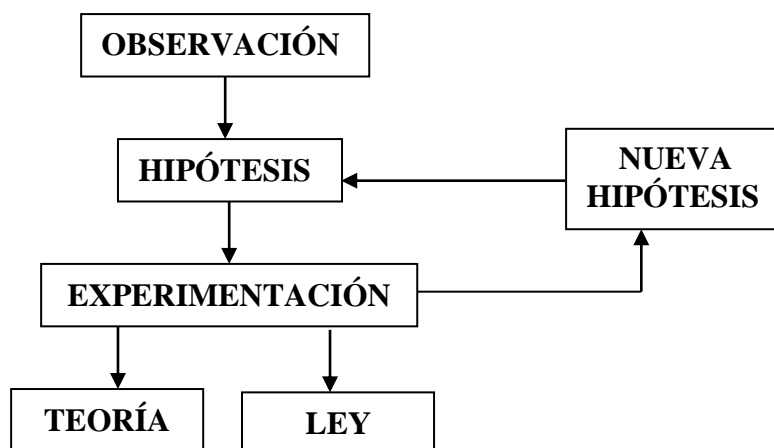 OBSERVACIÓN
HIPÓTESIS
NUEVA
HIPÓTESIS
EXPERIMENTACIÓN
TEORÍA
LEY